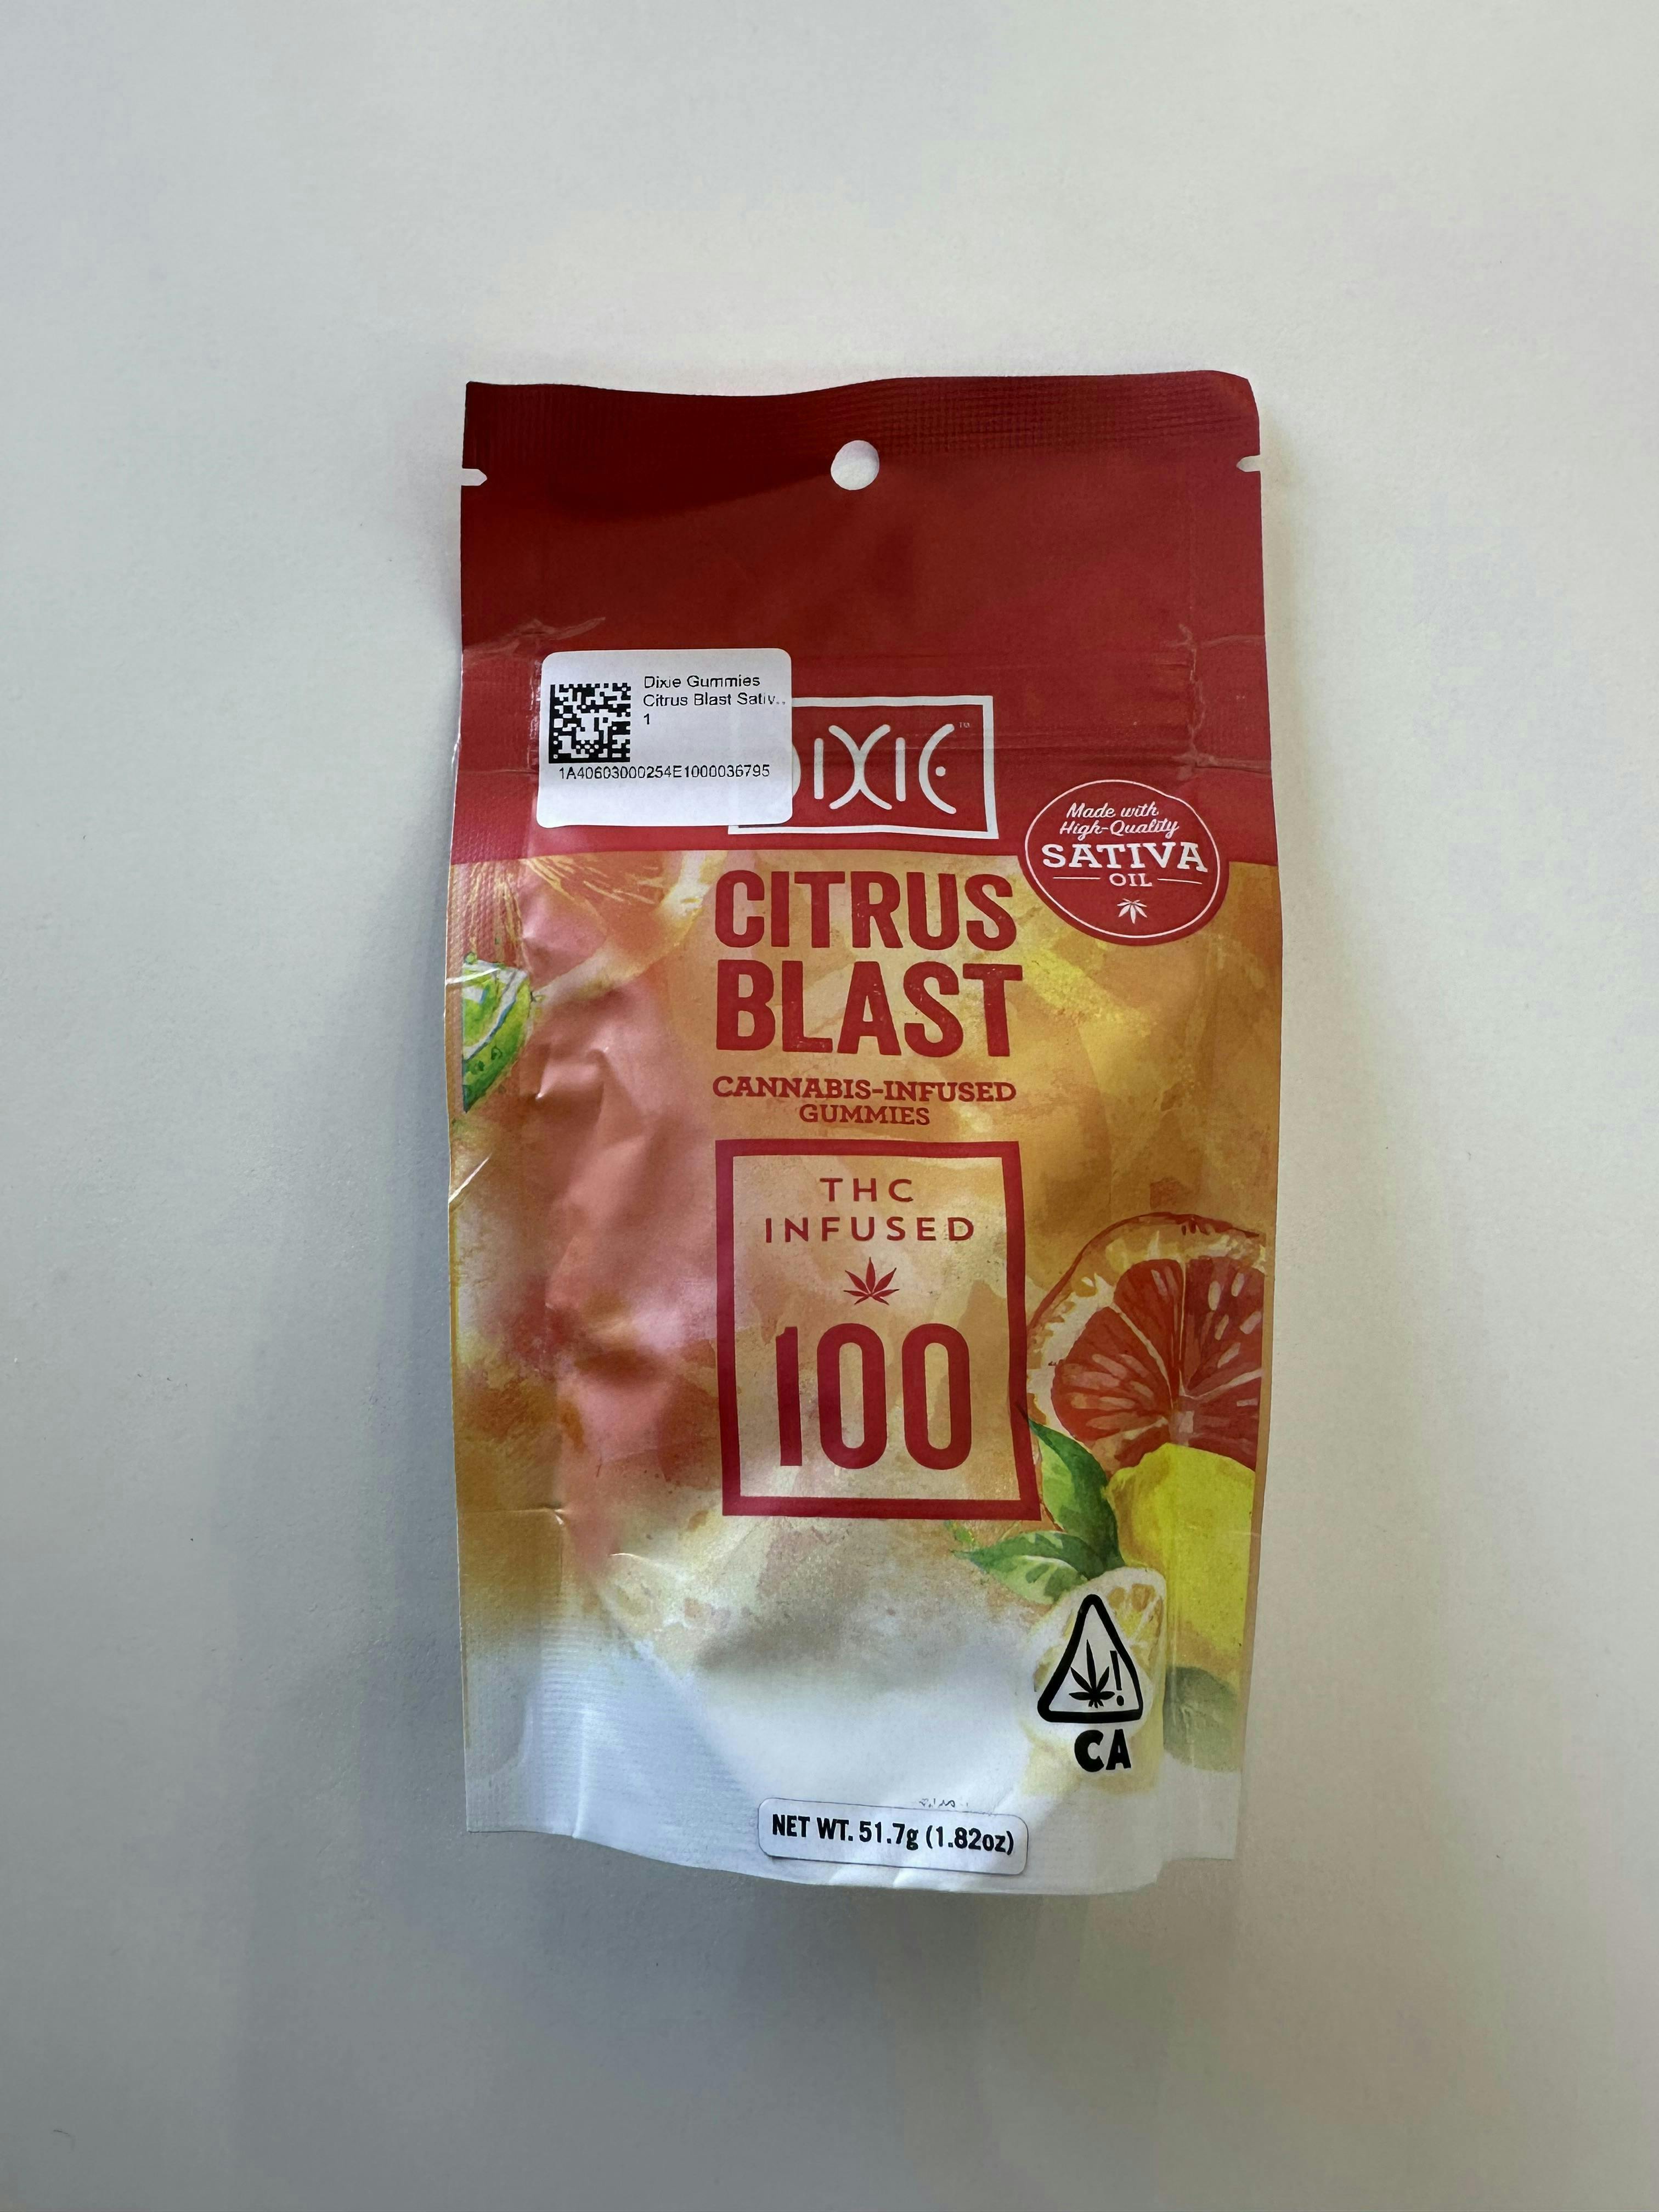 Dixie Gummies
Citrus Blast Sativ..
1
1A40603000254E1000036795
DIXIE™
Made with
High-Quality
SATIVA
OIL
CITRUS
BLAST
CANNABIS-INFUSED
GUMMIES
THC
INFUSED
100
!
CA
NET WT. 51.7g (1.82oz)